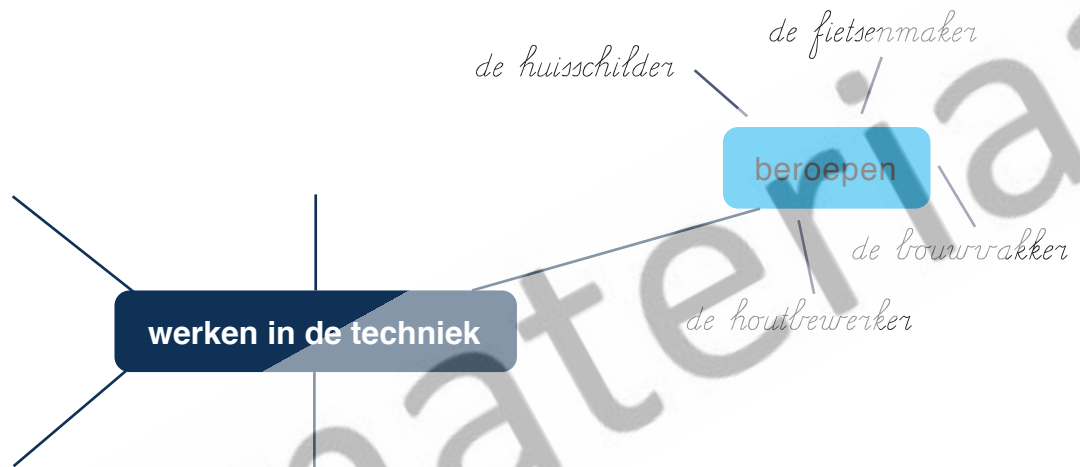 de fietsenmaker
de huisschilder
beroepen
de bouwvakker
de houtbewerker
werken in de techniek